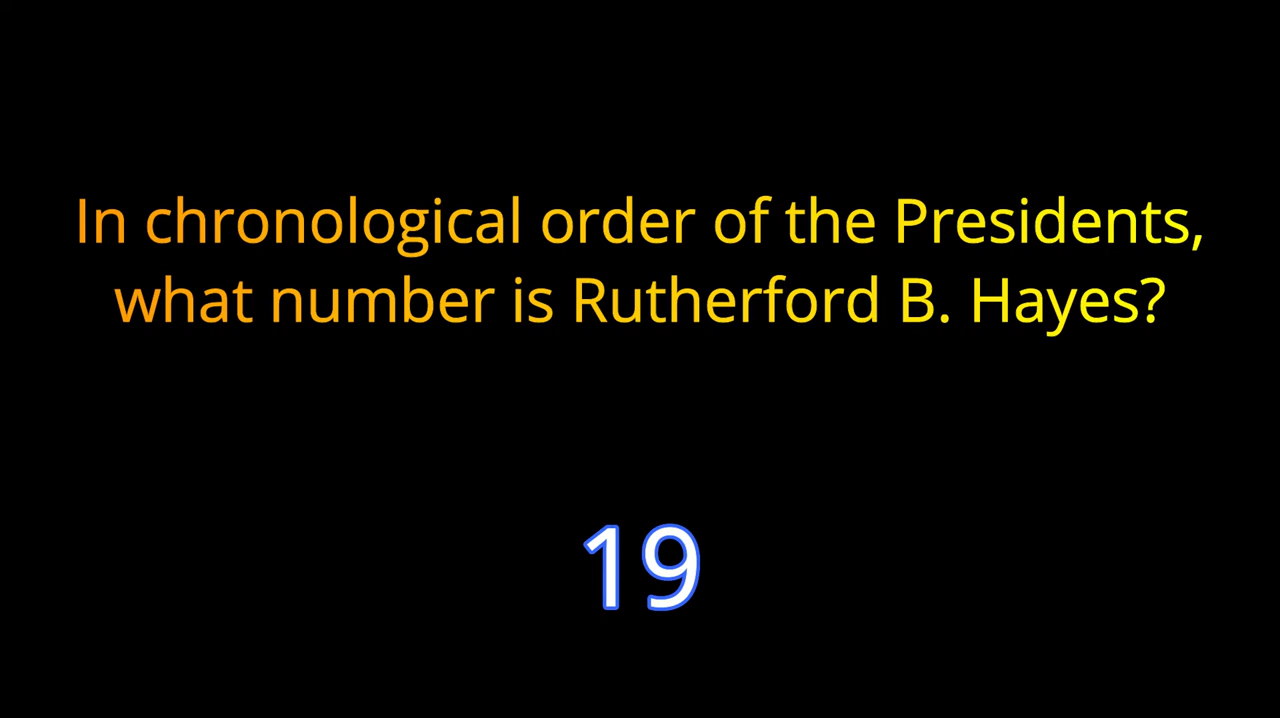 In chronological order of the Presidents,
what number is Rutherford B. Hayes?
19